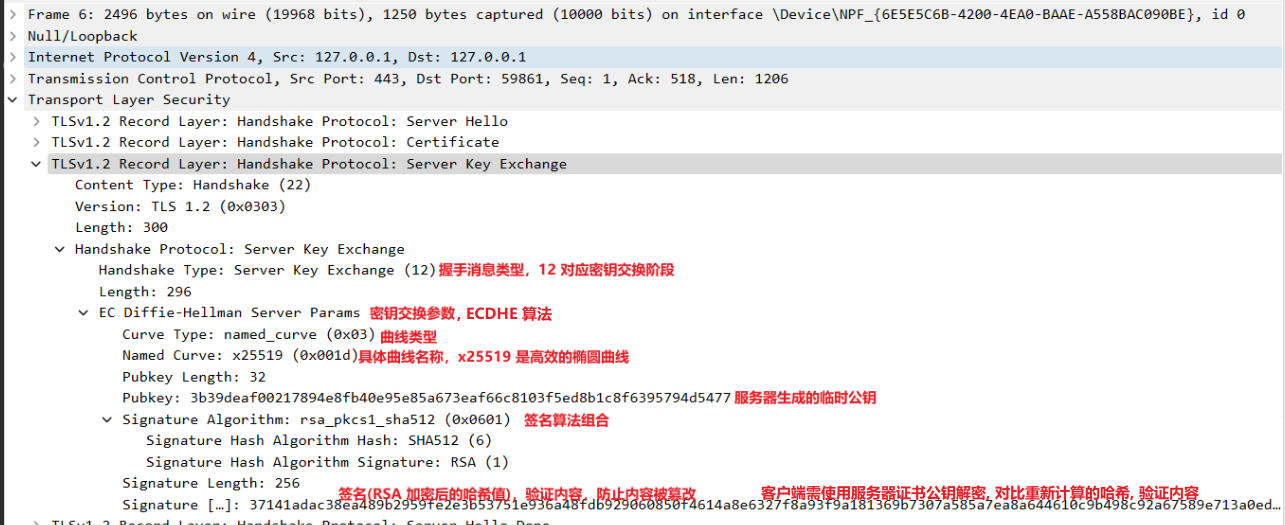 Frame 6: 2496 bytes on wire (19968 bits), 1250 bytes captured (10000 bits) on interface \Device\NPF_{6E5E5C6B-4200-4EA0-BAAE-A558BAC090BE}, id 0
Null/Loopback
Internet Protocol Version 4, Src: 127.0.0.1, Dst: 127.0.0.1
Transmission Control Protocol, Src Port: 443, Dst Port: 59861, Seq: 1, Ack: 518, Len: 1206
Transport Layer Security
TLSv1.2 Record Layer: Handshake Protocol: Server Hello
TLSv1.2 Record Layer: Handshake Protocol: Certificate
TLSv1.2 Record Layer: Handshake Protocol: Server Key Exchange
Content Type: Handshake (22)
Version: TLS 1.2 (0x0303)
Length: 300
Handshake Protocol: Server Key Exchange
Handshake Type: Server Key Exchange (12) 握手消息类型，12 对应密钥交换阶段
Length: 296
EC Diffie-Hellman Server Params 密钥交换参数, ECDHE 算法
Curve Type: named_curve (0x03) 曲线类型
Named Curve: x25519 (0x001d) 具体曲线名称，x25519 是高效的椭圆曲线
Pubkey Length: 32
Pubkey: 3b39deaf00217894e8fb40e95e85a673eaf66c8103f5ed8b1c8f6395794d5477 服务器生成的临时公钥
Signature Algorithm: rsa_pkcs1_sha512 (0x0601) 签名算法组合
Signature Hash Algorithm Hash: SHA512 (6)
Signature Hash Algorithm Signature: RSA (1)
Signature Length: 256
签名(RSA 加密后的哈希值)，验证内容，防止内容被篡改 客户端需使用服务器证书公钥解密, 对比重新计算的哈希, 验证内容
Signature […]: 37141adac38ea489b2959fe2e3b53751e936a48fdb929060850f4614a8e6327f8a93f9a181369b7307a585a7ea8a644610c9b498c92a67589e713a0ed…
TLSv1.2 Record Layer: Handshake Protocol: Server Hello Done